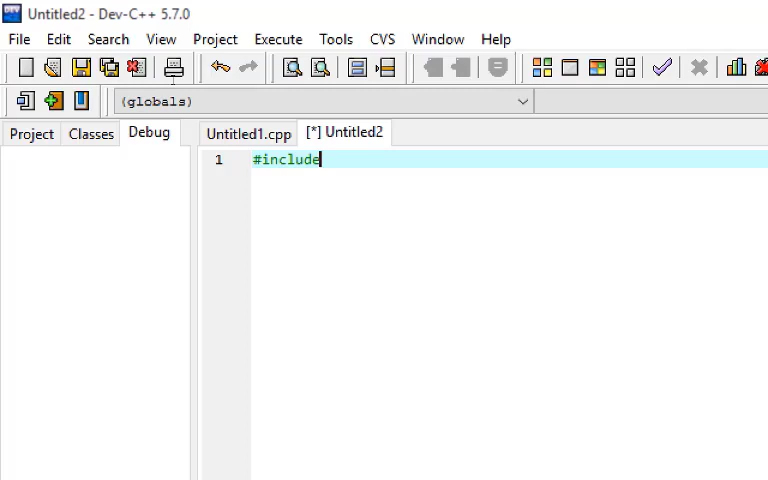 Untitled2 - Dev-C++ 5.7.0
File Edit Search View Project Execute Tools CVS Window Help
(globals)
Project Classes Debug Untitled1.cpp [*] Untitled2
1 #include